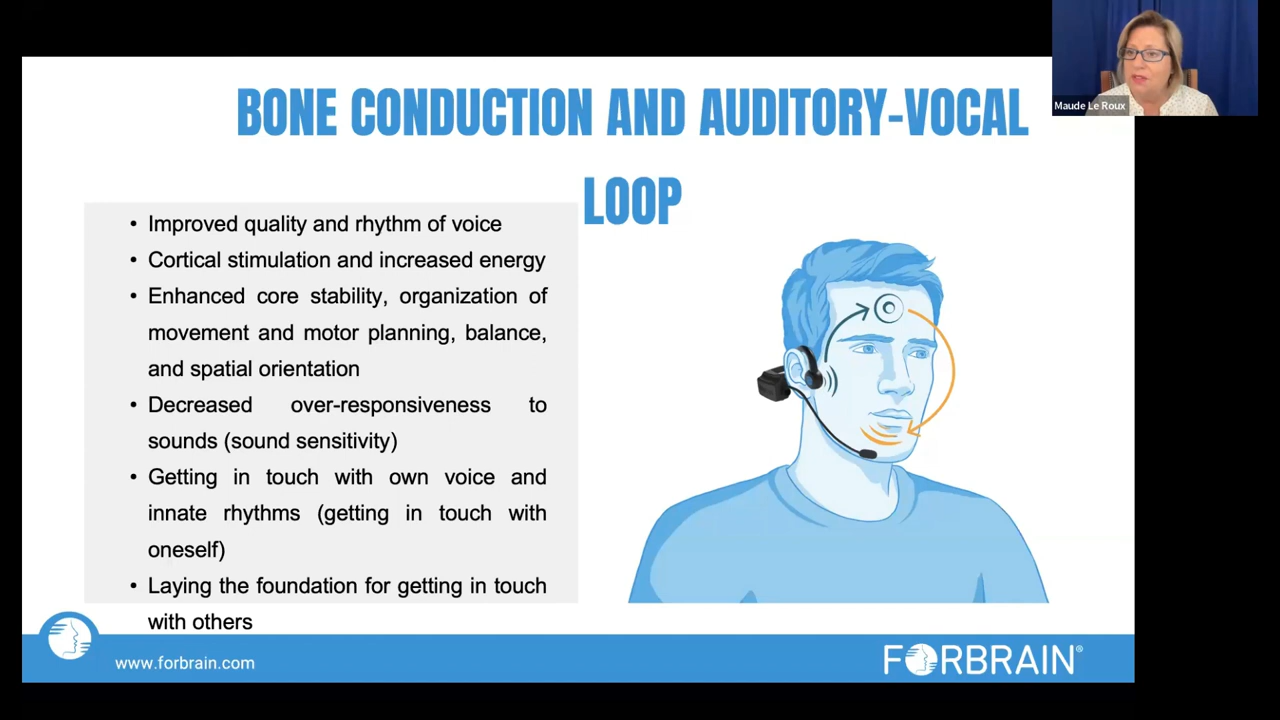 BONE CONDUCTION AND AUDITORY-VOCAL
LOOP
Maude Le Roux
• Improved quality and rhythm of voice
• Cortical stimulation and increased energy
• Enhanced core stability, organization of
movement and motor planning, balance,
and spatial orientation
• Decreased over-responsiveness to
sounds (sound sensitivity)
• Getting in touch with own voice and
innate rhythms (getting in touch with
oneself)
• Laying the foundation for getting in touch
with others
www.forbrain.com
FORBRAIN®